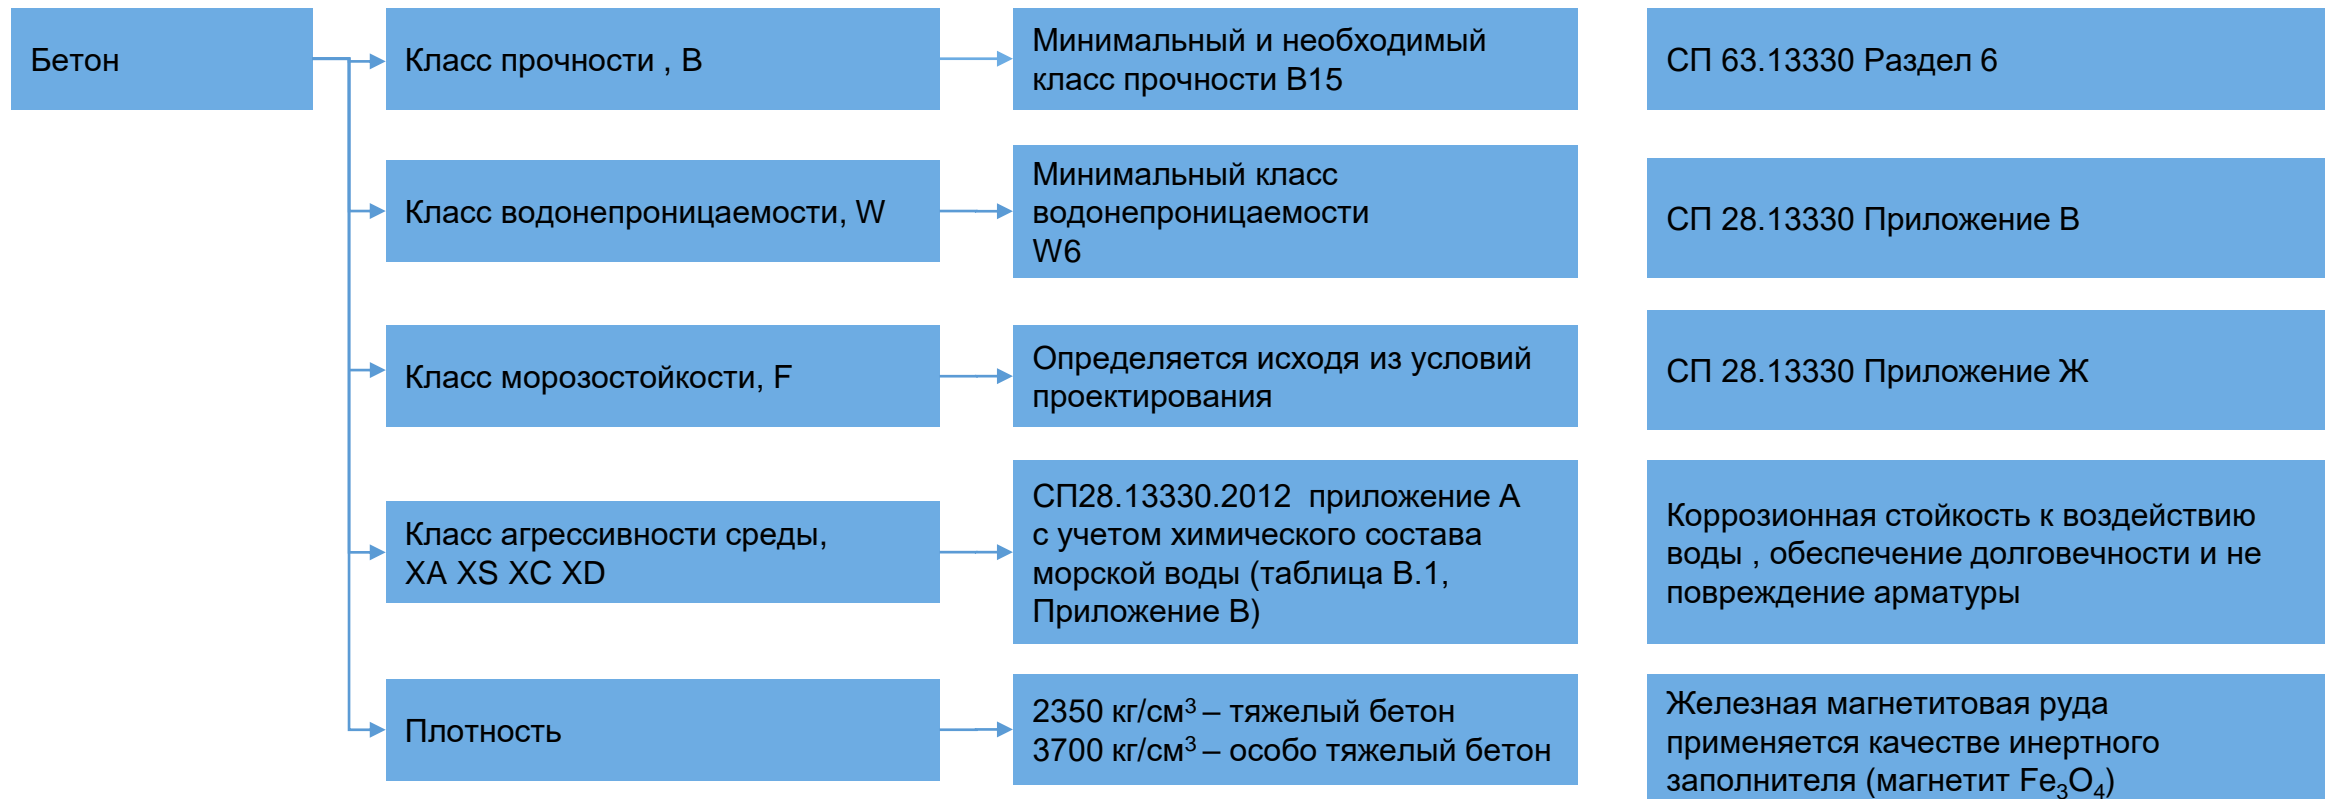 Бетон
Класс прочности , В
Минимальный и необходимый
класс прочности В15
СП 63.13330 Раздел 6
Класс водонепроницаемости, W
Минимальный класс
водонепроницаемости
W6
СП 28.13330 Приложение В
Класс морозостойкости, F
Определяется исходя из условий
проектирования
СП 28.13330 Приложение Ж
Класс агрессивности среды,
XA XS XC XD
СП28.13330.2012 приложение А
с учетом химического состава
морской воды (таблица В.1,
Приложение В)
Коррозионная стойкость к воздействию
воды , обеспечение долговечности и не
повреждение арматуры
Плотность
2350 кг/см³ – тяжелый бетон
3700 кг/см³ – особо тяжелый бетон
Железная магнетитовая руда
применяется качестве инертного
заполнителя (магнетит Fe₃O₄)